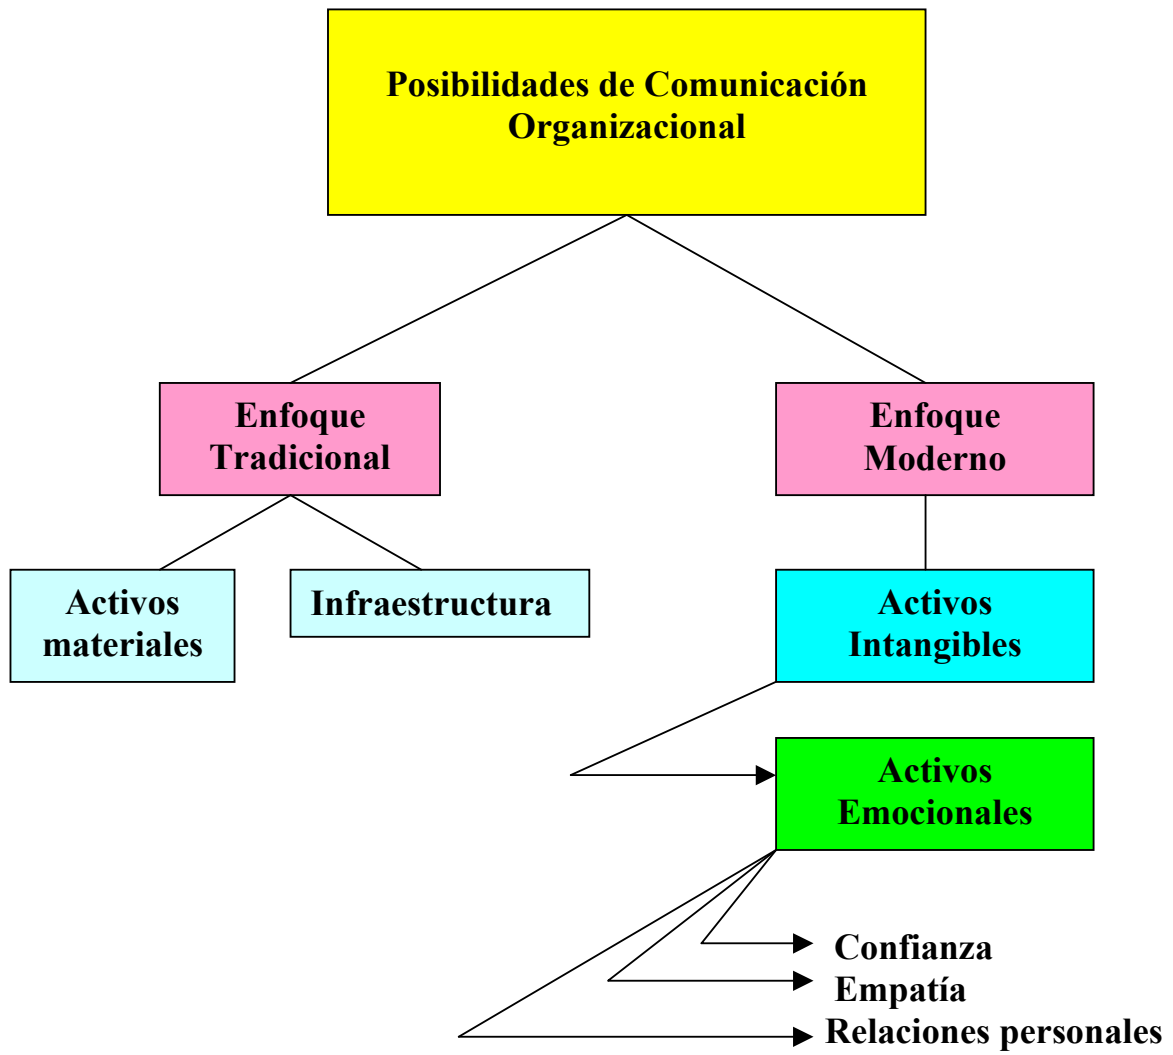 Posibilidades de Comunicación
Organizacional
Enfoque
Tradicional
Enfoque
Moderno
Activos
materiales
Infraestructura
Activos
Intangibles
Activos
Emocionales
Confianza
Empatía
Relaciones personales